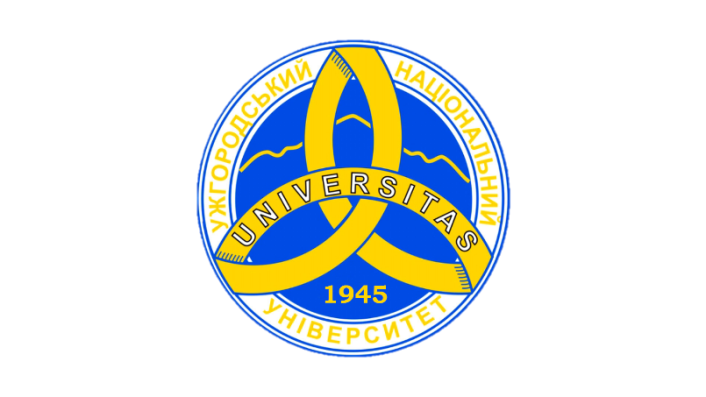 УЖГОРОДСЬКИЙ
НАЦІОНАЛЬНИЙ
УНІВЕРСИТЕТ
UNIVERSITAS
1945